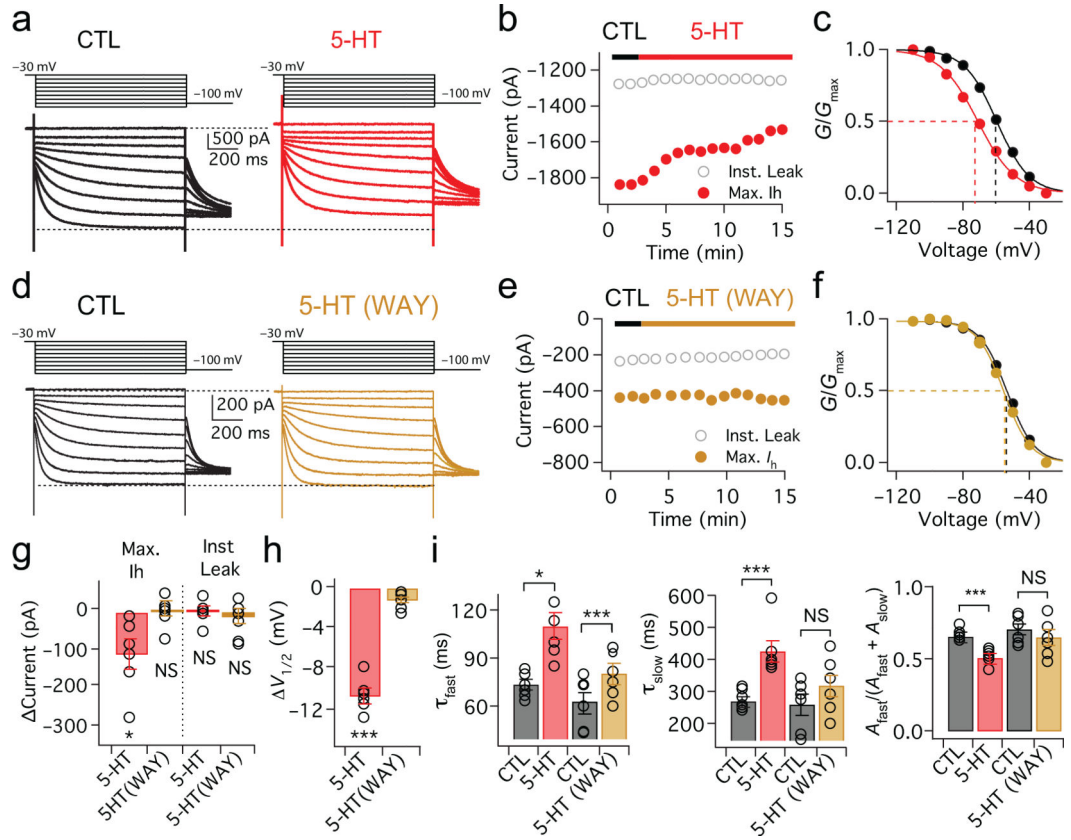 a
CTL
5-HT
−30 mV
−100 mV
−30 mV
−100 mV
500 pA
200 ms
b
CTL 5-HT
−1200
−1400
−1600
−1800
Current (pA)
Inst. Leak
Max. Ih
0 5 10 15
Time (min)
c
1.0
0.5
0.0
G/Gmax
−120 −80 −40
Voltage (mV)
d
CTL
5-HT (WAY)
−30 mV
−100 mV
−30 mV
−100 mV
200 pA
200 ms
e
CTL 5-HT (WAY)
0
−200
−400
−600
−800
Current (pA)
Inst. Leak
Max. Ih
0 5 10 15
Time (min)
f
1.0
0.5
0.0
G/Gmax
−120 −80 −40
Voltage (mV)
g
Max. Ih
Inst Leak
0
−100
−200
−300
ΔCurrent (pA)
* NS NS NS
5-HT
5HT(WAY)
5-HT
5-HT(WAY)
h
0
−4
−8
−12
ΔV1/2 (mV)
***
5-HT
5-HT(WAY)
i
120
90
60
τfast (ms)
* ***
CTL
5-HT
CTL
5-HT (WAY)
600
500
400
300
200
τslow (ms)
*** NS
CTL
5-HT
CTL
5-HT (WAY)
1.0
0.5
0.0
Afast/(Afast + Aslow)
*** NS
CTL
5-HT
CTL
5-HT (WAY)